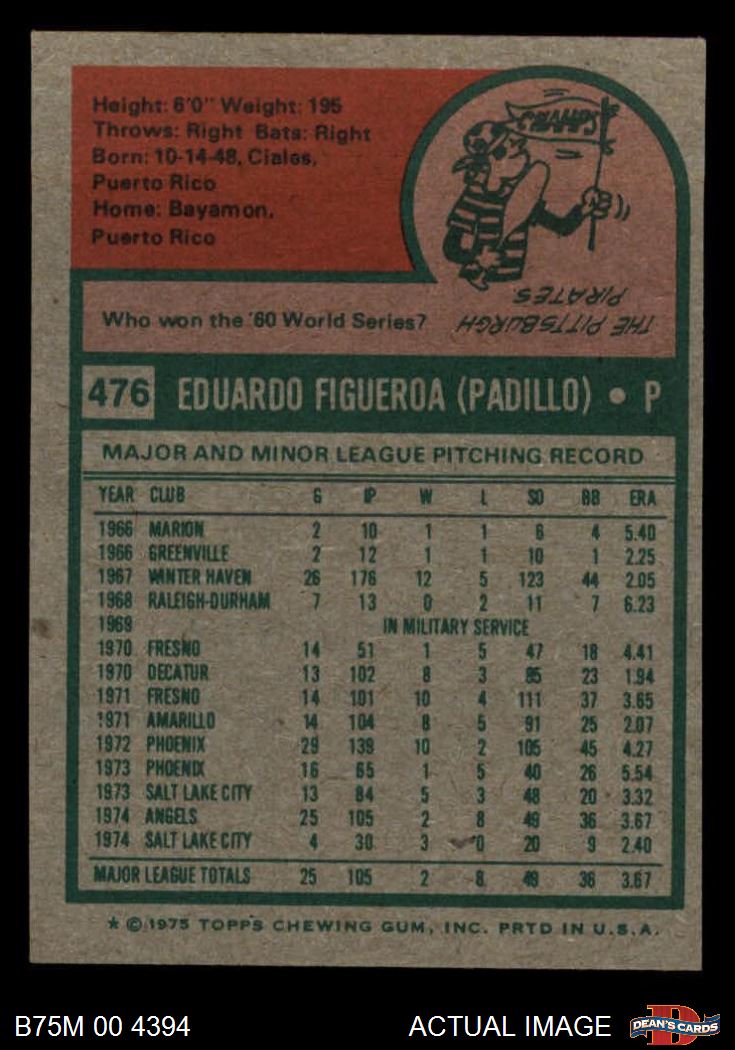 Height: 6'0" Weight: 195
Throws: Right Bats: Right
Born: 10-14-48, Ciales,
Puerto Rico
Home: Bayamon,
Puerto Rico
CHAMPS
Who won the '60 World Series?
THE PITTSBURGH
PIRATES.
476 EDUARDO FIGUEROA (PADILLO) • P
MAJOR AND MINOR LEAGUE PITCHING RECORD
YEAR CLUB G IP W L SO BB ERA
1966 MARION 2 10 1 1 6 4 5.40
1966 GREENVILLE 2 12 1 1 10 1 2.25
1967 WINTER HAVEN 26 176 12 5 123 44 2.05
1968 RALEIGH-DURHAM 7 13 0 2 11 7 6.23
1969 IN MILITARY SERVICE
1970 FRESNO 14 51 1 5 47 18 4.41
1970 DECATUR 13 102 8 3 85 23 1.94
1971 FRESNO 14 101 10 4 111 37 3.65
1971 AMARILLO 14 104 8 5 91 25 2.07
1972 PHOENIX 29 139 10 2 105 45 4.27
1973 PHOENIX 16 65 1 5 40 26 5.54
1973 SALT LAKE CITY 13 84 5 3 48 20 3.32
1974 ANGELS 25 105 2 8 49 36 3.67
1974 SALT LAKE CITY 4 30 3 0 20 9 2.40
MAJOR LEAGUE TOTALS 25 105 2 8 49 36 3.67
★ © 1975 TOPPS CHEWING GUM, INC. PRTD IN U.S.A.
B75M 00 4394
ACTUAL IMAGE
D
DEAN'S CARDS